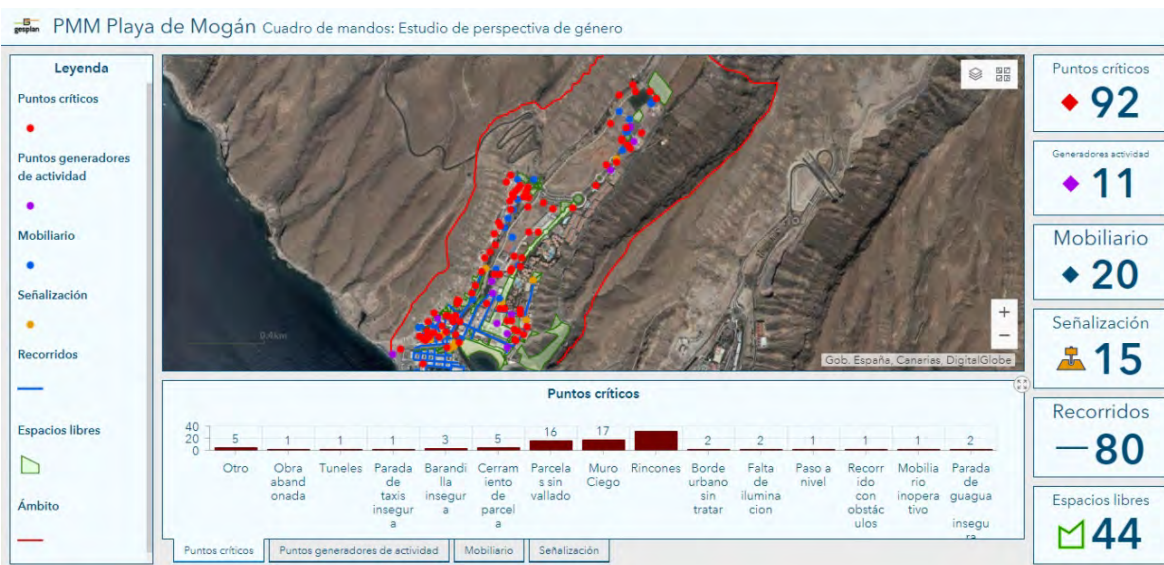 gesplan PMM Playa de Mogán Cuadro de mandos: Estudio de perspectiva de género
Leyenda
Puntos críticos
Puntos generadores
de actividad
Mobiliario
Señalización
Recorridos
Espacios libres
Ámbito
0.4km
Gob. España, Canarias, DigitalGlobe
+
−
Puntos críticos
40
20
0
5
1
1
1
3
5
16
17
2
2
1
1
1
2
Otro
Obra
aband
onada
Tuneles
Parada
de
taxis
insegur
a
Barandi
lla
insegur
a
Cerram
iento
de
parcel
a
Parcela
s sin
vallado
Muro
Ciego
Rincones
Borde
urbano
sin
tratar
Falta
de
ilumina
cion
Paso a
nivel
Recorr
ido
con
obstác
ulos
Mobilia
rio
inopera
tivo
Parada
de
guagua
insegu
ra
Puntos críticos
Puntos generadores de actividad
Mobiliario
Señalización
Puntos críticos
92
Generadores actividad
11
Mobiliario
20
Señalización
15
Recorridos
80
Espacios libres
44